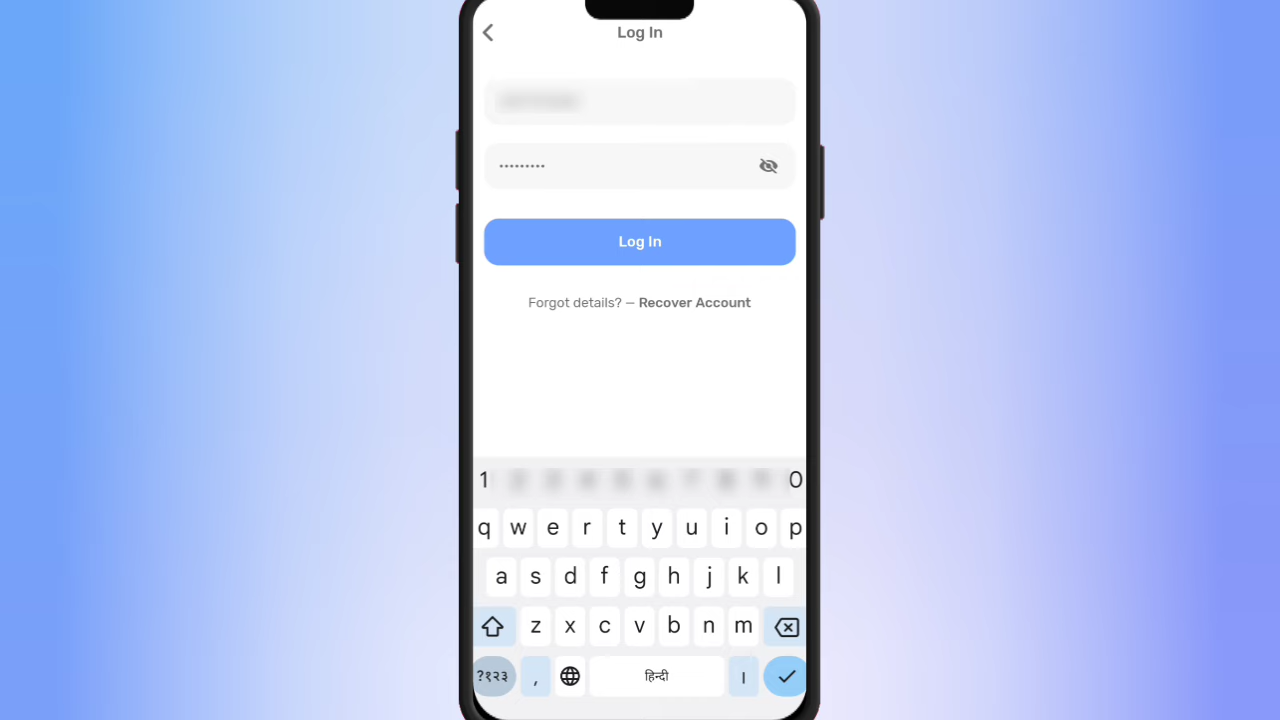 Log In
•••••••••
Log In
Forgot details? – Recover Account
1 0
q w e r t y u i o p
a s d f g h j k l
z x c v b n m
?१२३ , हिन्दी ।